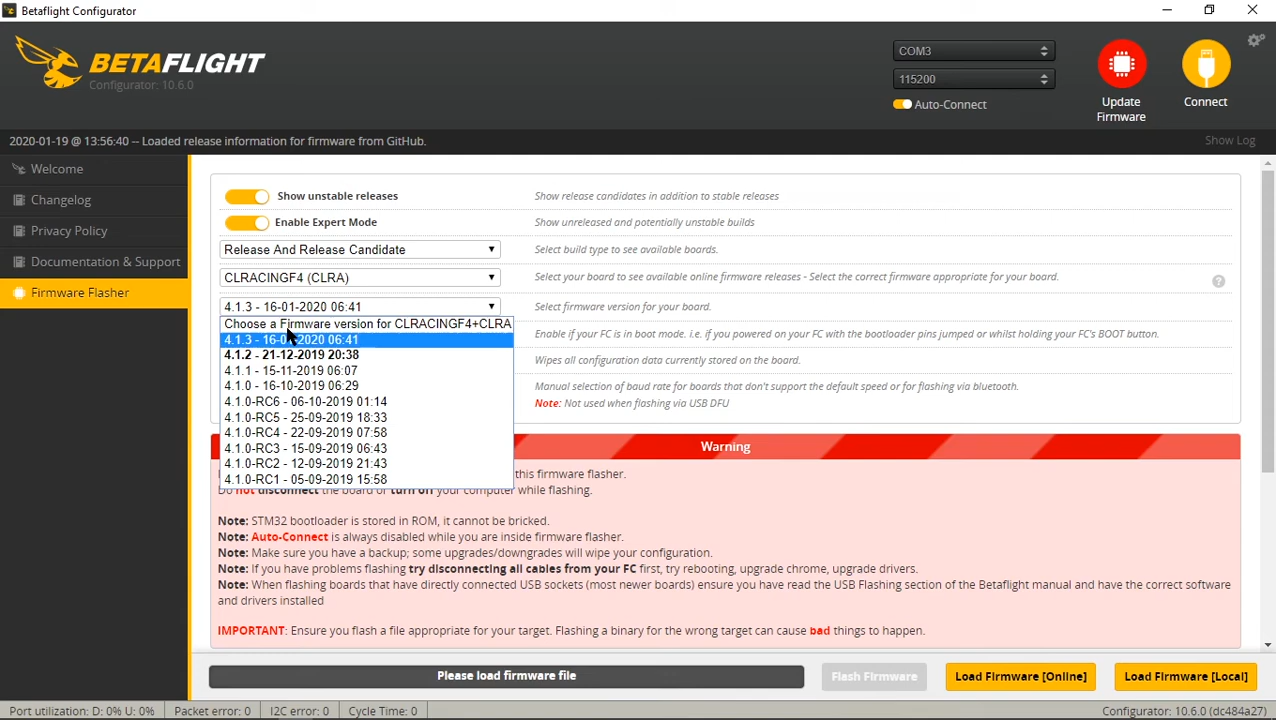 Betaflight Configurator
BETAFLIGHT
Configurator: 10.6.0
COM3
115200
Auto-Connect
Update
Firmware
Connect
2020-01-19 @ 13:56:40 -- Loaded release information for firmware from GitHub.
Show Log
Welcome
Changelog
Privacy Policy
Documentation & Support
Firmware Flasher
Show unstable releases
Show release candidates in addition to stable releases
Enable Expert Mode
Show unreleased and potentially unstable builds
Release And Release Candidate
Select build type to see available boards.
CLRACINGF4 (CLRA)
Select your board to see available online firmware releases - Select the correct firmware appropriate for your board.
4.1.3 - 16-01-2020 06:41
Select firmware version for your board.
Choose a Firmware version for CLRACINGF4+CLRA
4.1.3 - 16-01-2020 06:41
4.1.2 - 21-12-2019 20:38
4.1.1 - 15-11-2019 06:07
4.1.0 - 16-10-2019 06:29
4.1.0-RC6 - 06-10-2019 01:14
4.1.0-RC5 - 25-09-2019 18:33
4.1.0-RC4 - 22-09-2019 07:58
4.1.0-RC3 - 15-09-2019 06:43
4.1.0-RC2 - 12-09-2019 21:43
4.1.0-RC1 - 05-09-2019 15:58
Enable if your FC is in boot mode. i.e. if you powered on your FC with the bootloader pins jumped or whilst holding your FC's BOOT button.
Wipes all configuration data currently stored on the board.
Manual selection of baud rate for boards that don't support the default speed or for flashing via bluetooth.
Note: Not used when flashing via USB DFU
Warning
this firmware flasher.
Do not disconnect the board or turn off your computer while flashing.
Note: STM32 bootloader is stored in ROM, it cannot be bricked.
Note: Auto-Connect is always disabled while you are inside firmware flasher.
Note: Make sure you have a backup; some upgrades/downgrades will wipe your configuration.
Note: If you have problems flashing try disconnecting all cables from your FC first, try rebooting, upgrade chrome, upgrade drivers.
Note: When flashing boards that have directly connected USB sockets (most newer boards) ensure you have read the USB Flashing section of the Betaflight manual and have the correct software
and drivers installed
IMPORTANT: Ensure you flash a file appropriate for your target. Flashing a binary for the wrong target can cause bad things to happen.
Please load firmware file
Flash Firmware
Load Firmware [Online]
Load Firmware [Local]
Port utilization: D: 0% U: 0%
Packet error: 0
I2C error: 0
Cycle Time: 0
Configurator: 10.6.0 (dc484a27)